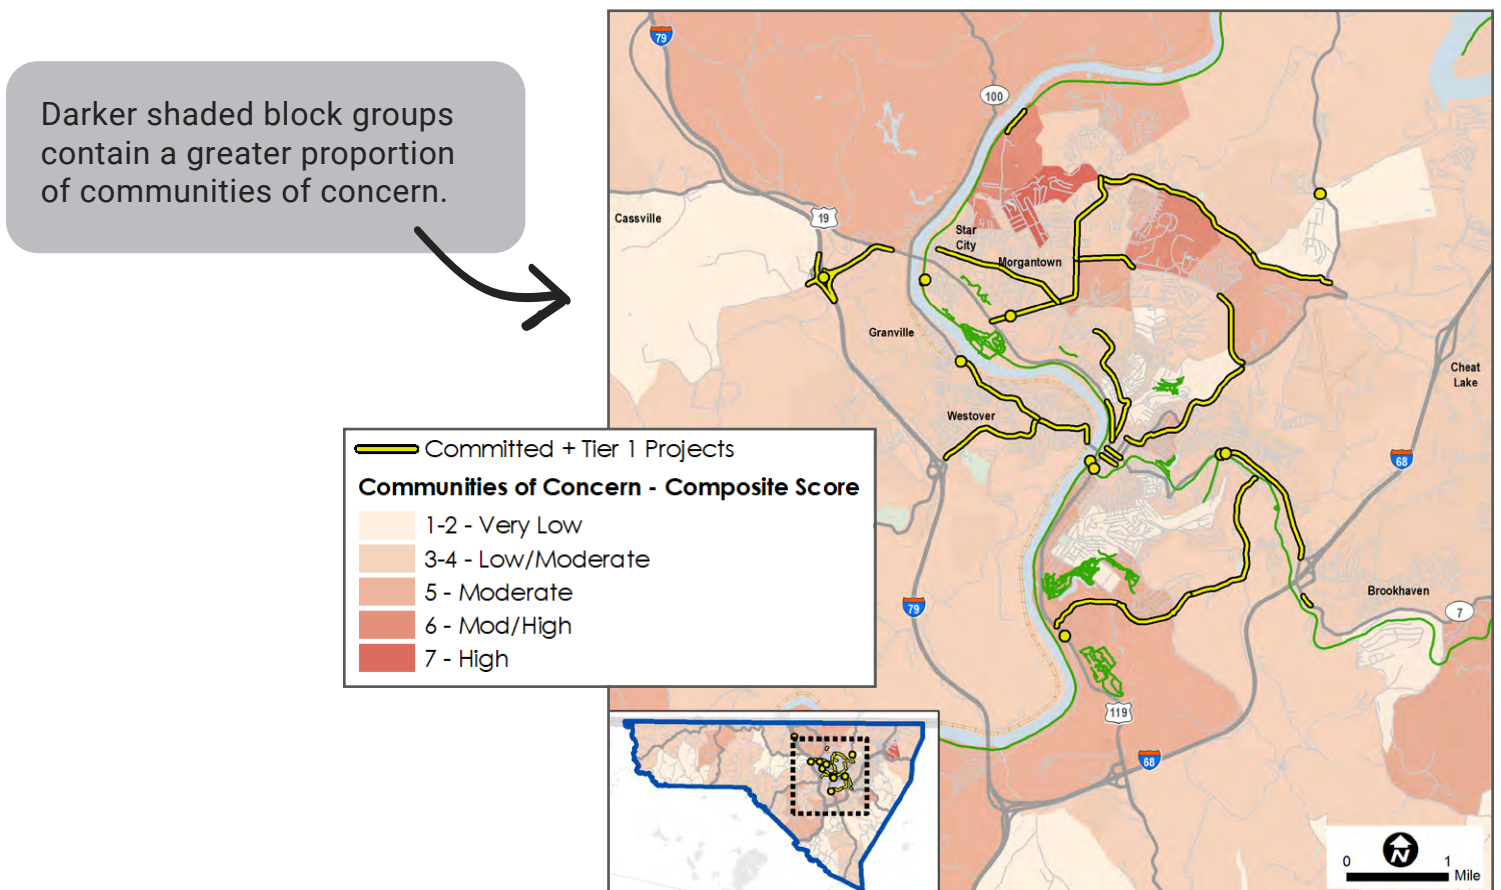 Darker shaded block groups
contain a greater proportion
of communities of concern.
79
100
Cassville
19
Star
City
Morgantown
Granville
Cheat
Lake
Westover
68
Committed + Tier 1 Projects
Communities of Concern - Composite Score
1-2 - Very Low
3-4 - Low/Moderate
5 - Moderate
6 - Mod/High
7 - High
79
Brookhaven
7
119
68
N
0 1
Mile